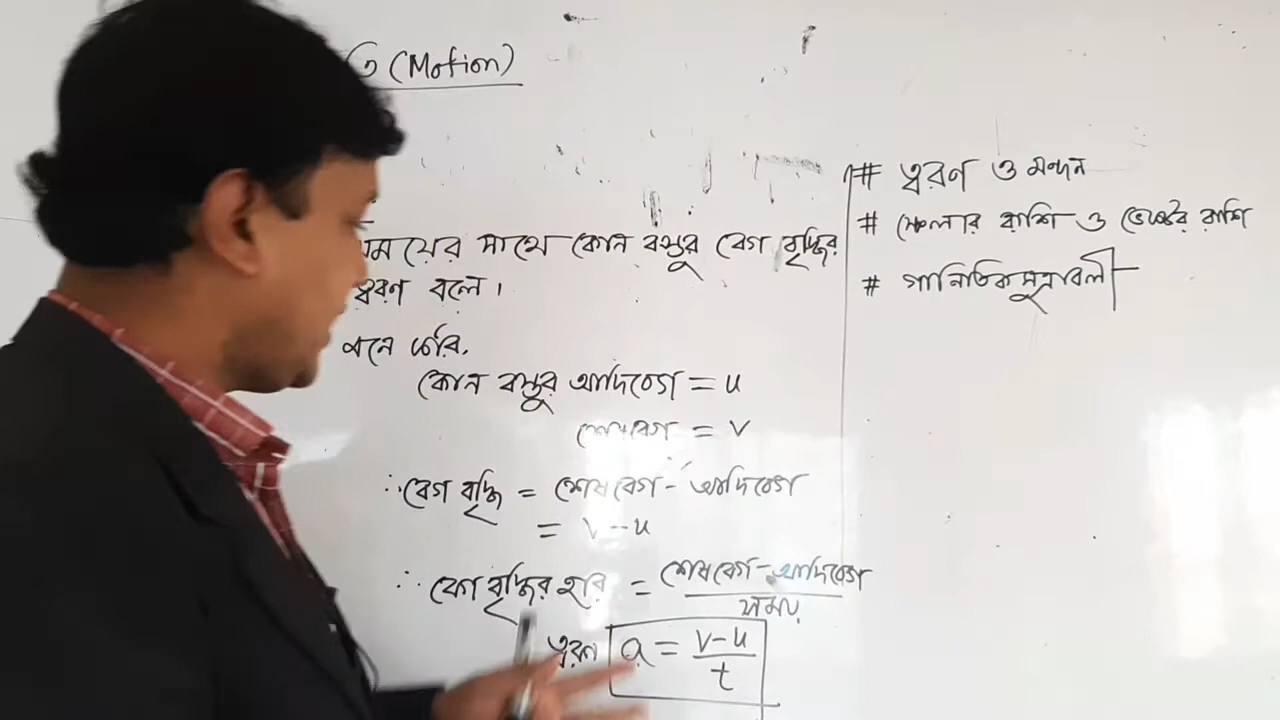 তি (Motion)
সময়ের সাথে কোন বস্তুর বেগ বৃদ্ধির
ত্বরণ বলে।
মনে করি,
কোন বস্তুর আদিবেগ = u
শেষবেগ = v
∴ বেগ বৃদ্ধি = শেষবেগ - আদিবেগ
= v - u
∴ বেগ বৃদ্ধির হার = শেষবেগ - আদিবেগ
সময়
ত্বরণ a = v-u
t
# ত্বরণ ও মন্দন
# স্কেলার রাশি ও ভেক্টর রাশি
# গানিতিক সূত্রাবলী